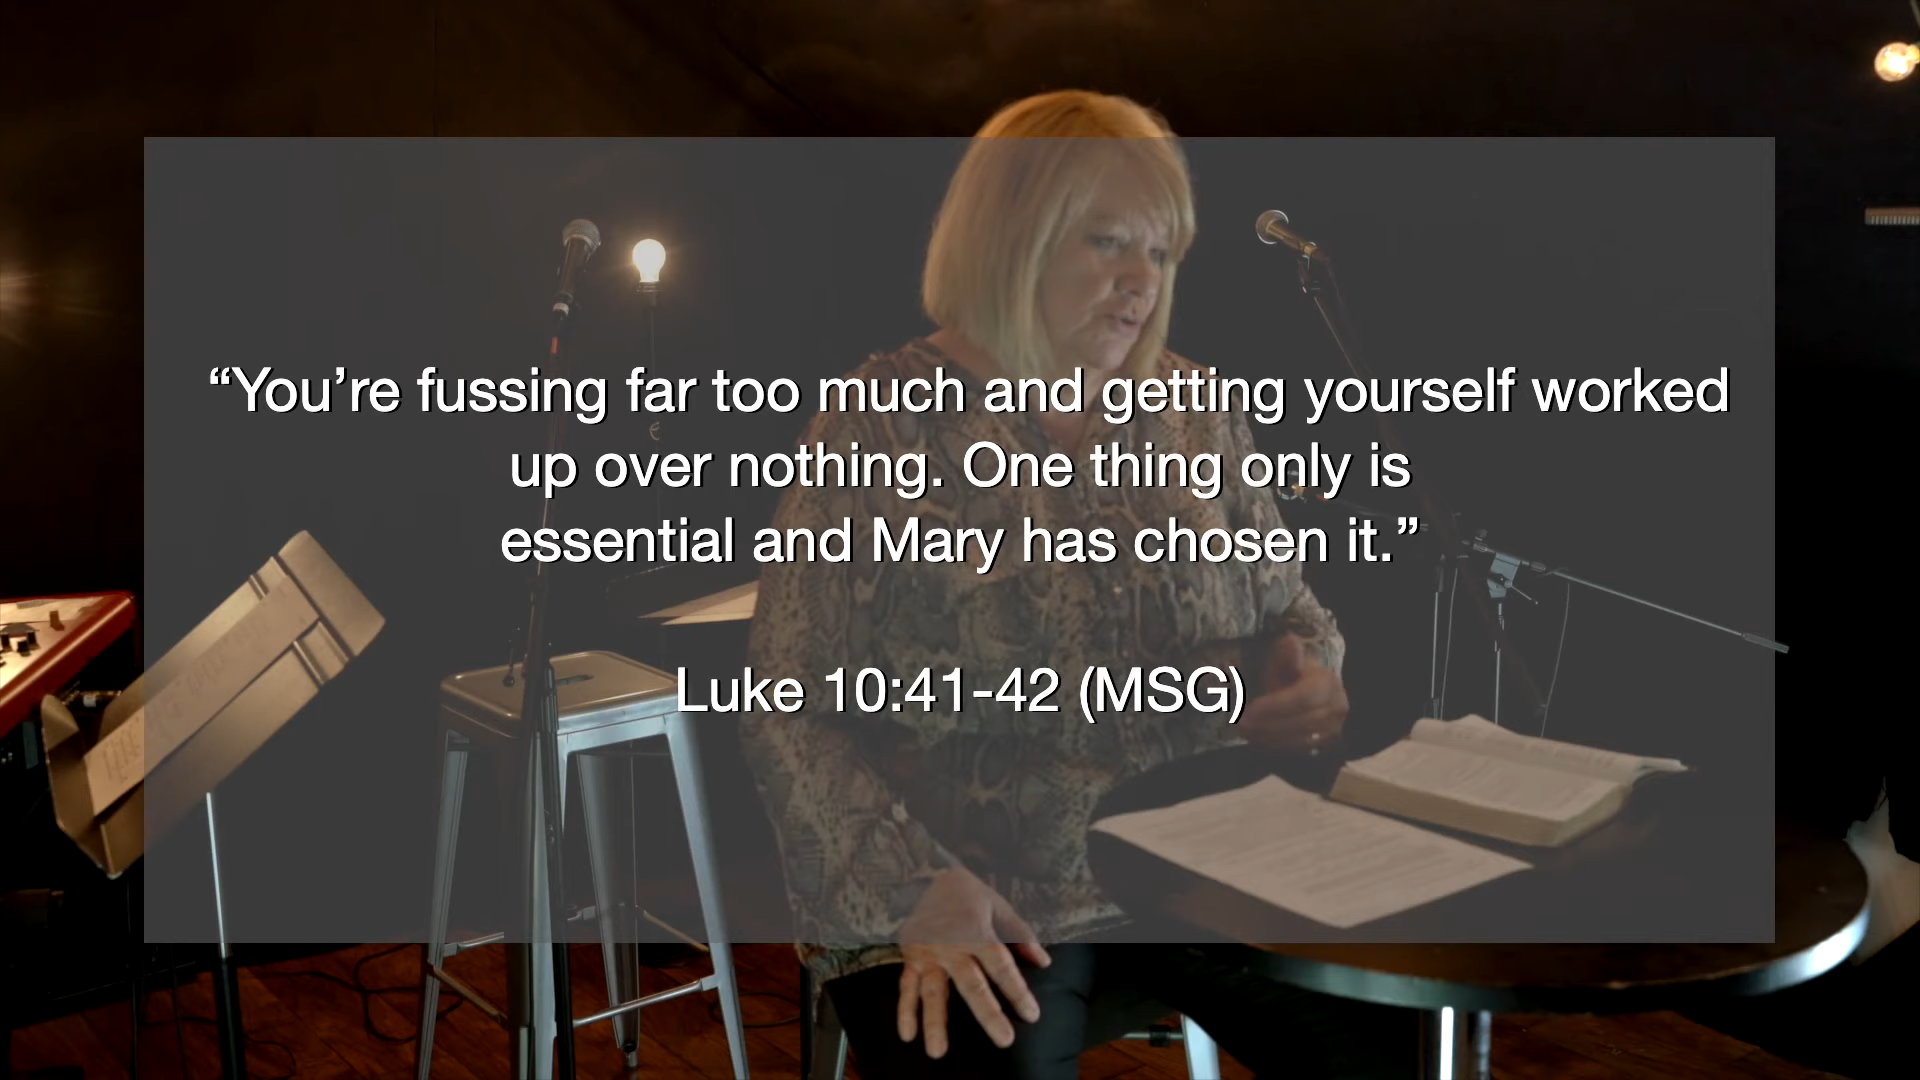 “You’re fussing far too much and getting yourself worked
up over nothing. One thing only is
essential and Mary has chosen it.”
Luke 10:41-42 (MSG)